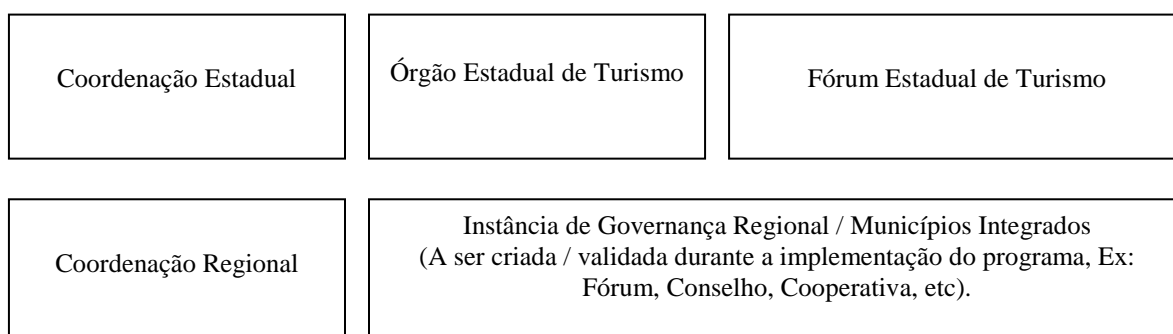 Coordenação Estadual
Órgão Estadual de Turismo
Fórum Estadual de Turismo
Coordenação Regional
Instância de Governança Regional / Municípios Integrados
(A ser criada / validada durante a implementação do programa, Ex:
Fórum, Conselho, Cooperativa, etc).